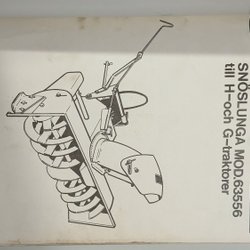 SNÖSLUNGA MOD.63556
till H-och G-traktorer